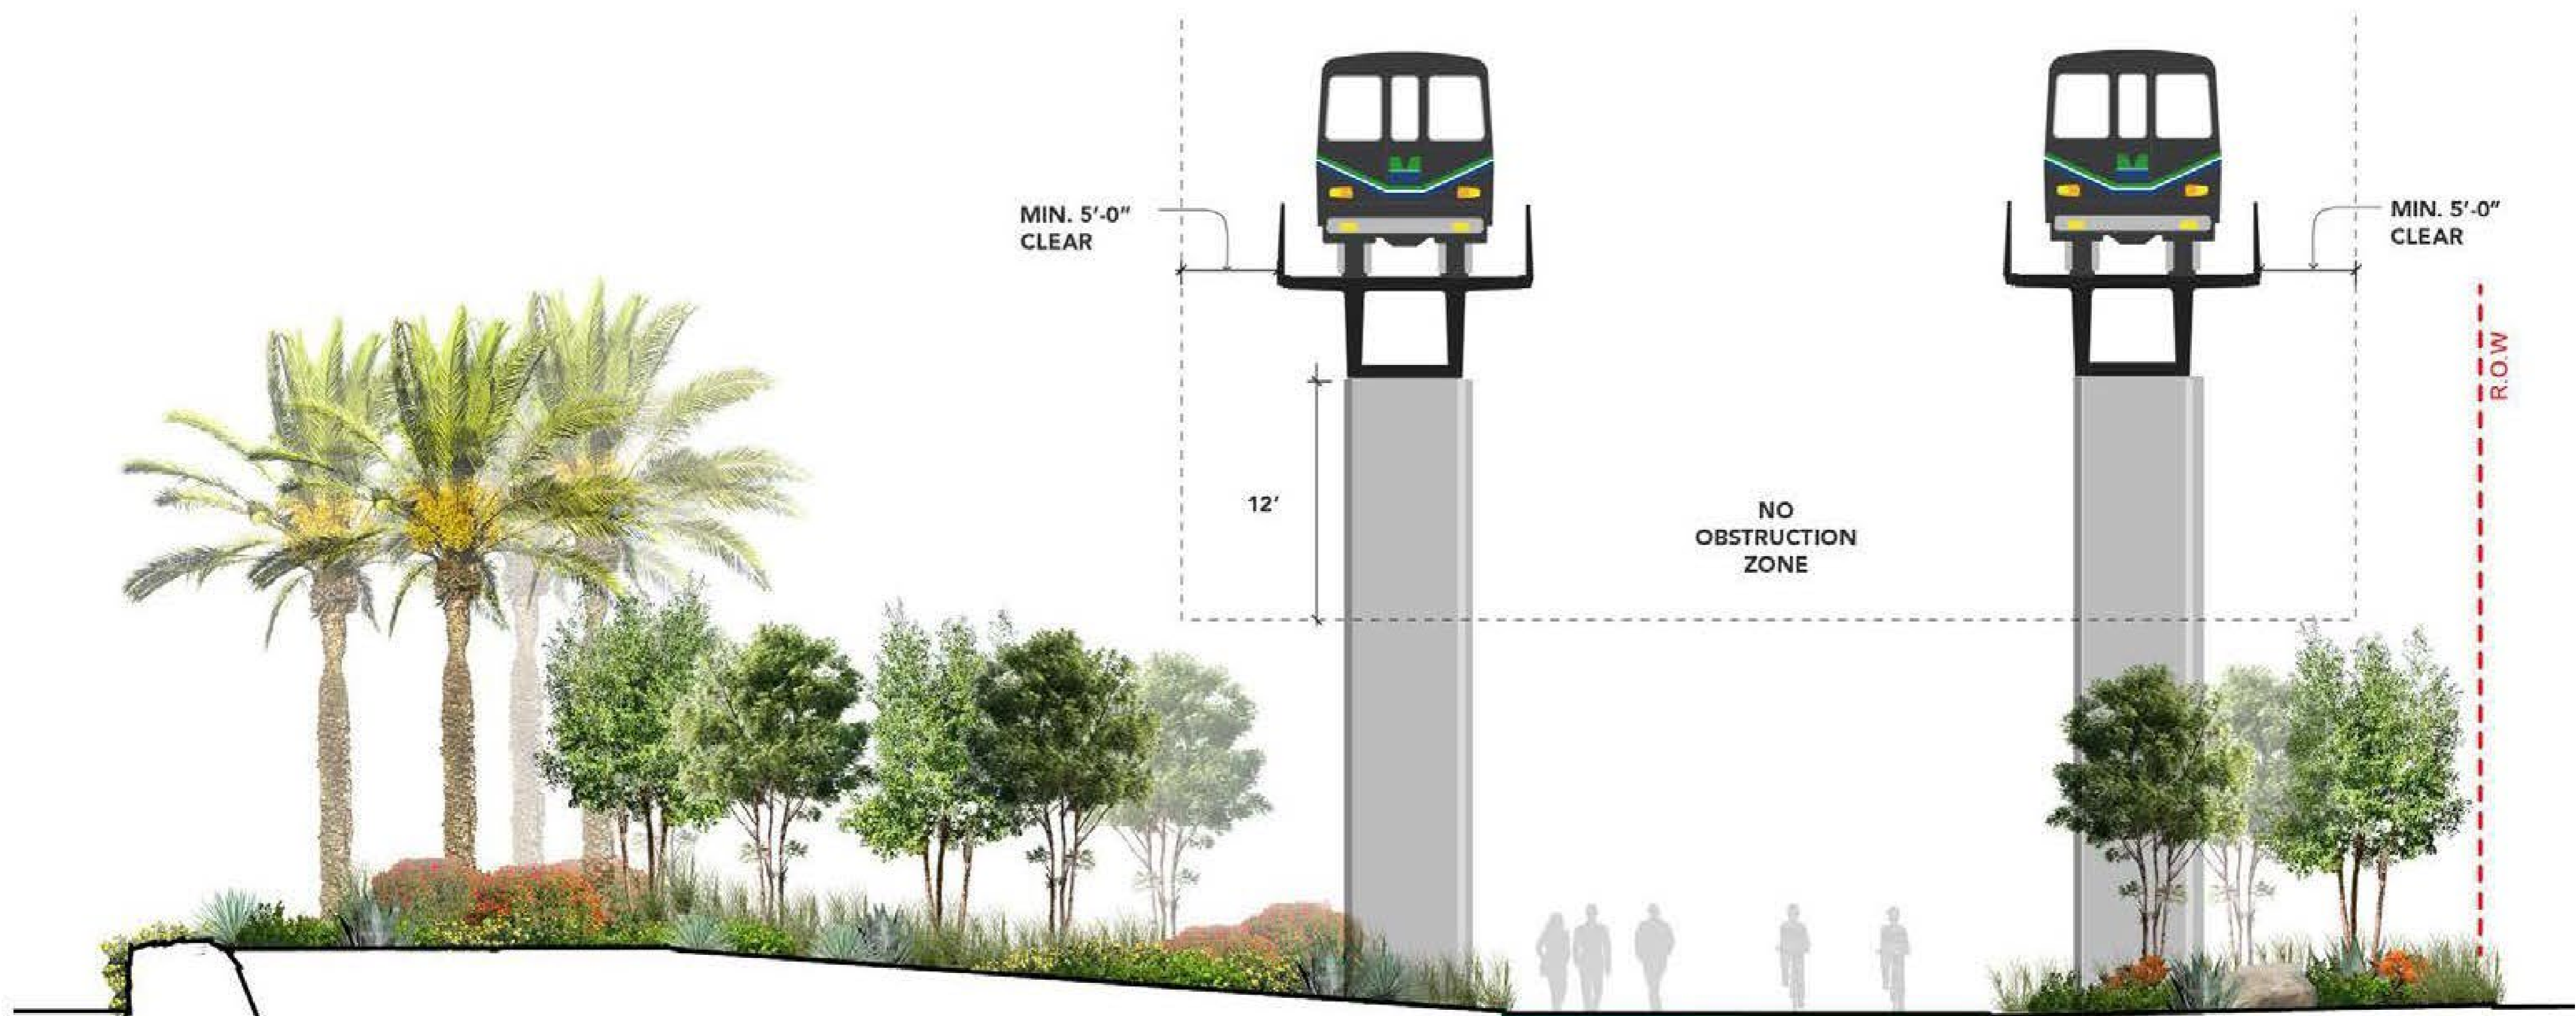 MIN. 5'-0"
CLEAR
MIN. 5'-0"
CLEAR
R.O.W
12'
NO
OBSTRUCTION
ZONE